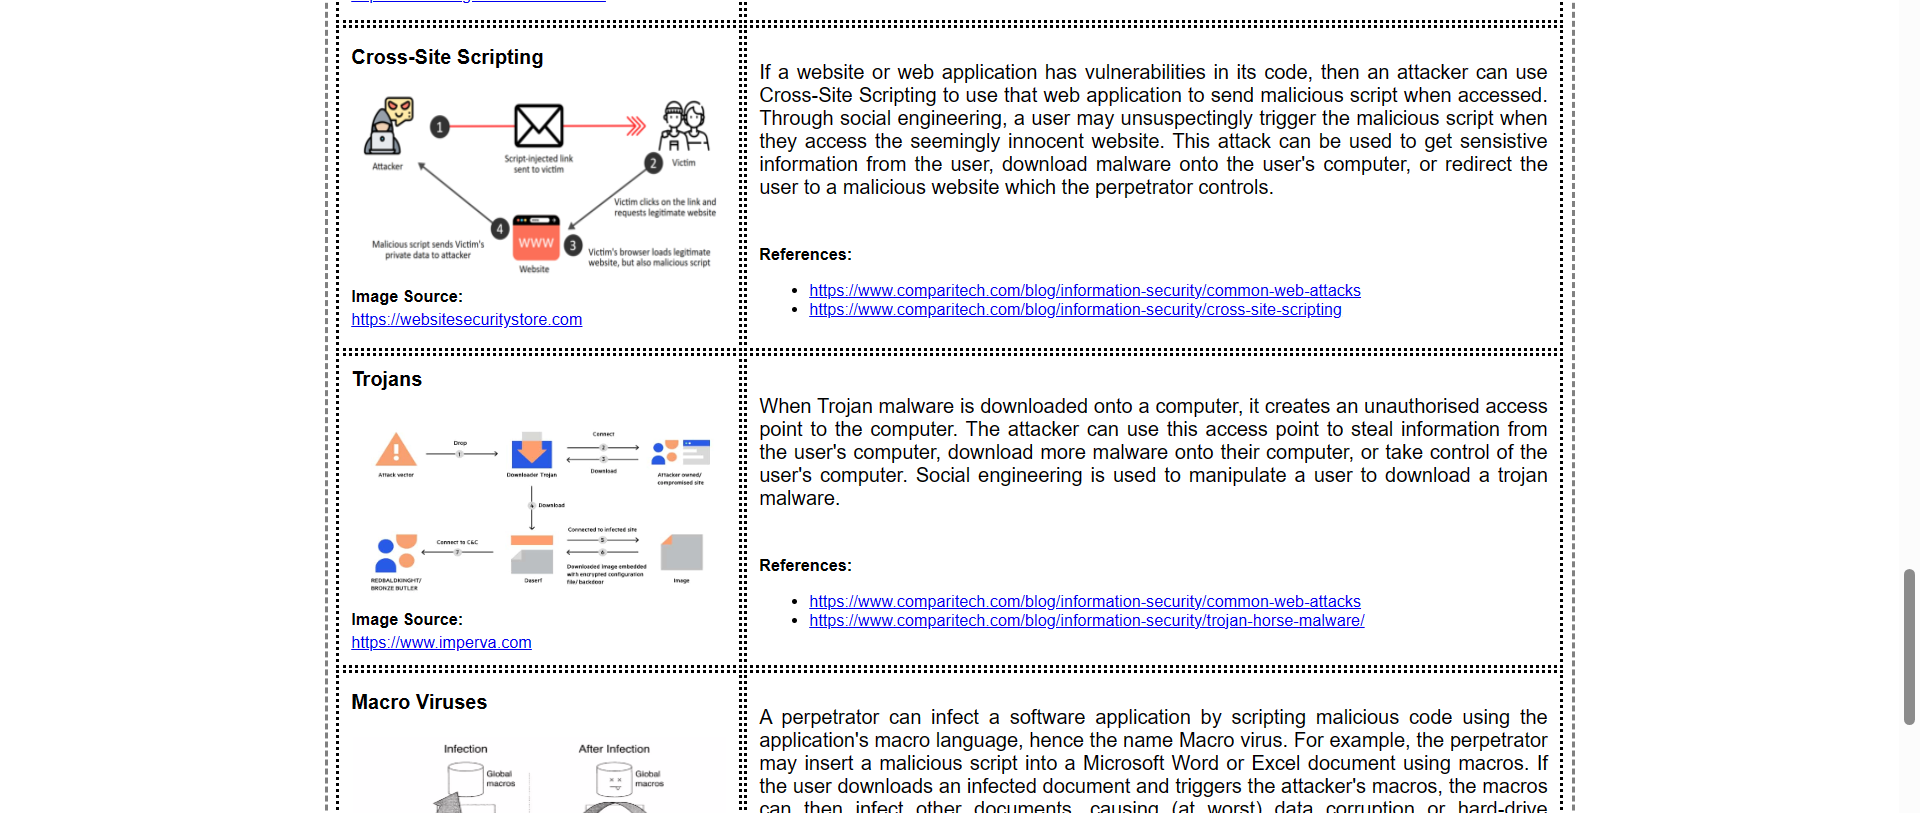 Cross-Site Scripting
1
Attacker
Script-injected link
sent to victim
2
Victim
Victim clicks on the link and
requests legitimate website
4
WWW
3
Malicious script sends Victim's
private data to attacker
Victim's browser loads legitimate
website, but also malicious script
Website
Image Source:
https://websitesecuritystore.com
If a website or web application has vulnerabilities in its code, then an attacker can use
Cross-Site Scripting to use that web application to send malicious script when accessed.
Through social engineering, a user may unsuspectingly trigger the malicious script when
they access the seemingly innocent website. This attack can be used to get sensistive
information from the user, download malware onto the user's computer, or redirect the
user to a malicious website which the perpetrator controls.
References:
https://www.comparitech.com/blog/information-security/common-web-attacks
https://www.comparitech.com/blog/information-security/cross-site-scripting
Trojans
Drop
1
Connect
2
3
Download
Attack vector
Downloader Trojan
Attacker owned/
compromised site
4
Download
Connected to infected site
5
6
Connect to C&C
7
Downloaded image embedded
with encrypted configuration
file/backdoor
REDBALDKINGHT/
BRONZE BUTLER
Daserf
Image
Image Source:
https://www.imperva.com
When Trojan malware is downloaded onto a computer, it creates an unauthorised access
point to the computer. The attacker can use this access point to steal information from
the user's computer, download more malware onto their computer, or take control of the
user's computer. Social engineering is used to manipulate a user to download a trojan
malware.
References:
https://www.comparitech.com/blog/information-security/common-web-attacks
https://www.comparitech.com/blog/information-security/trojan-horse-malware/
Macro Viruses
Infection
After Infection
Global
macros
Global
macros
A perpetrator can infect a software application by scripting malicious code using the
application's macro language, hence the name Macro virus. For example, the perpetrator
may insert a malicious script into a Microsoft Word or Excel document using macros. If
the user downloads an infected document and triggers the attacker's macros, the macros
can then infect other documents, causing (at worst) data corruption or hard-drive